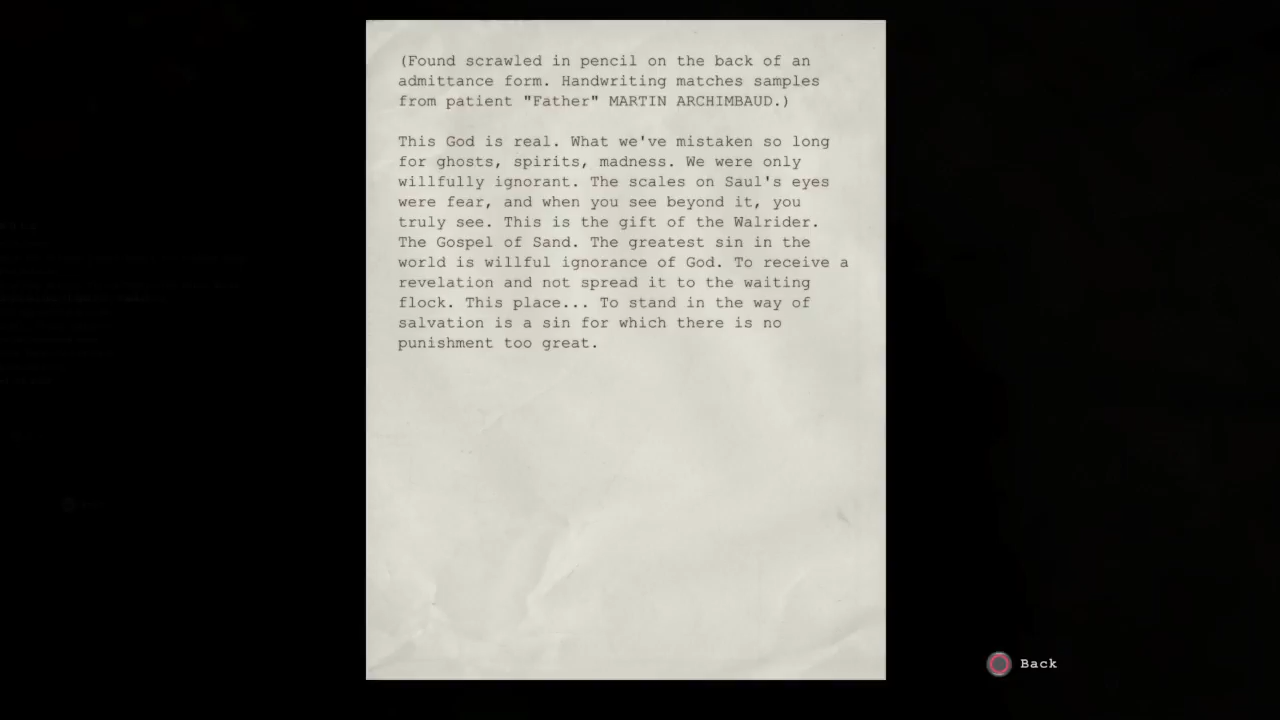 (Found scrawled in pencil on the back of an
admittance form. Handwriting matches samples
from patient "Father" MARTIN ARCHIMBAUD.)
This God is real. What we've mistaken so long
for ghosts, spirits, madness. We were only
willfully ignorant. The scales on Saul's eyes
were fear, and when you see beyond it, you
truly see. This is the gift of the Walrider.
The Gospel of Sand. The greatest sin in the
world is willful ignorance of God. To receive a
revelation and not spread it to the waiting
flock. This place... To stand in the way of
salvation is a sin for which there is no
punishment too great.
Back